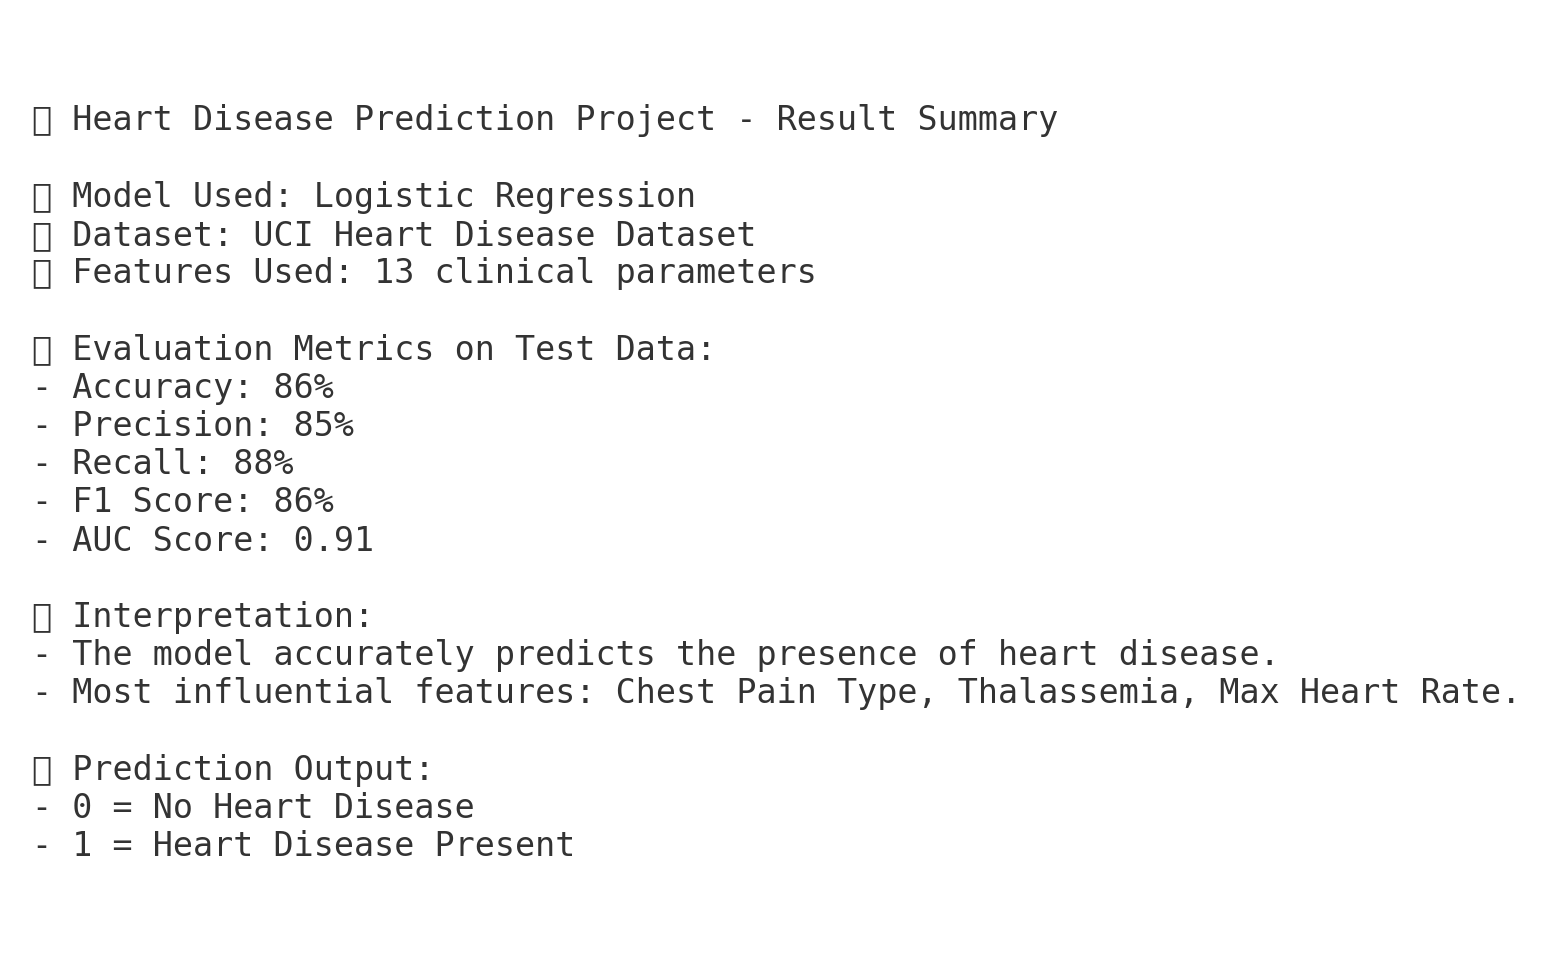 Heart Disease Prediction Project - Result Summary
Model Used: Logistic Regression
Dataset: UCI Heart Disease Dataset
Features Used: 13 clinical parameters
Evaluation Metrics on Test Data:
- Accuracy: 86%
- Precision: 85%
- Recall: 88%
- F1 Score: 86%
- AUC Score: 0.91
Interpretation:
- The model accurately predicts the presence of heart disease.
- Most influential features: Chest Pain Type, Thalassemia, Max Heart Rate.
Prediction Output:
- 0 = No Heart Disease
- 1 = Heart Disease Present